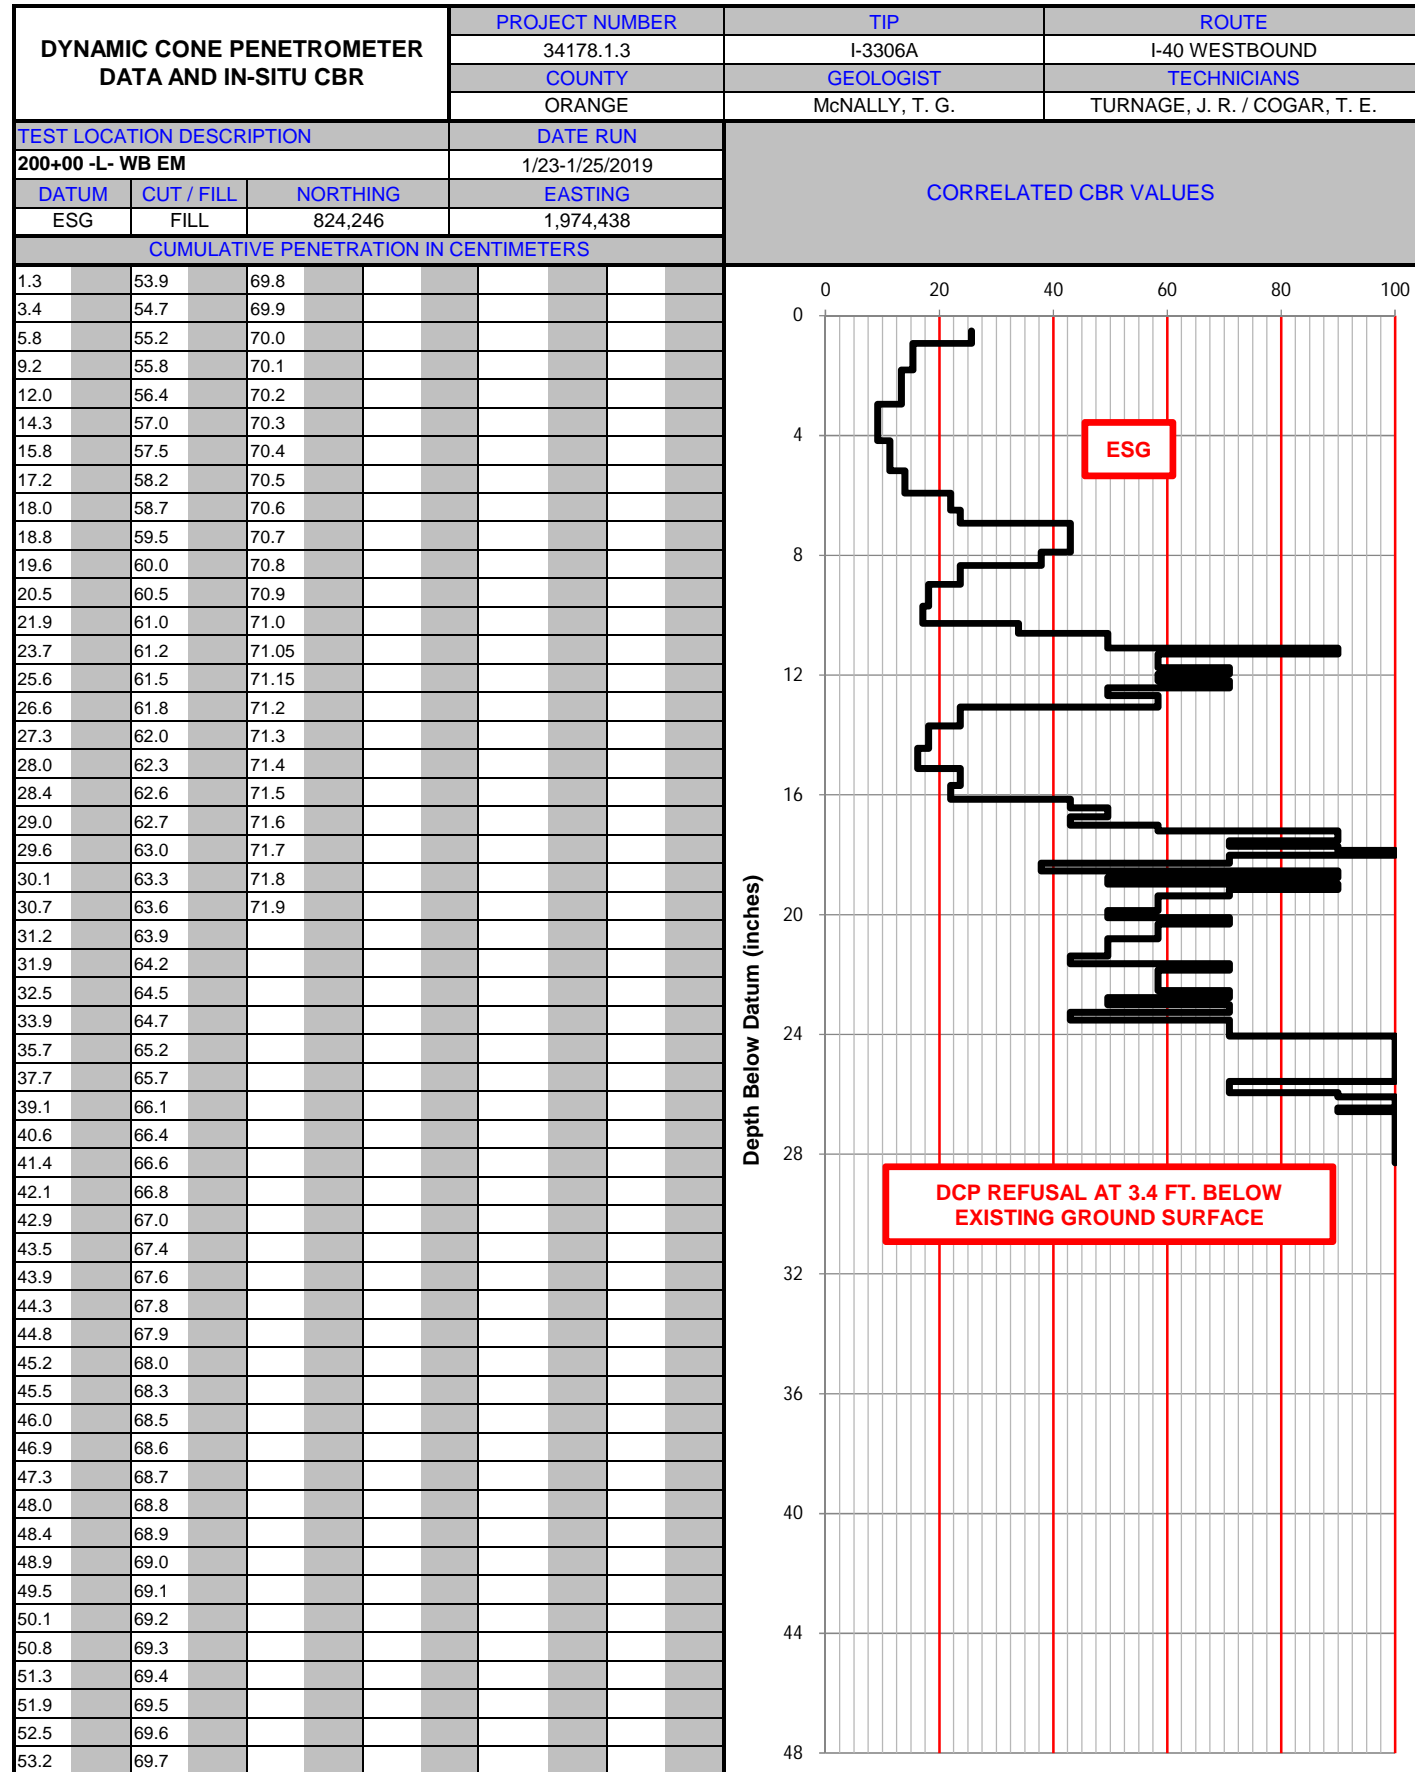 DYNAMIC CONE PENETROMETER
DATA AND IN-SITU CBR
PROJECT NUMBER TIP ROUTE
34178.1.3 I-3306A I-40 WESTBOUND
COUNTY GEOLOGIST TECHNICIANS
ORANGE McNALLY, T. G. TURNAGE, J. R. / COGAR, T. E.
TEST LOCATION DESCRIPTION DATE RUN
200+00 -L- WB EM 1/23-1/25/2019
DATUM CUT / FILL NORTHING EASTING
ESG FILL 824,246 1,974,438
CORRELATED CBR VALUES
CUMULATIVE PENETRATION IN CENTIMETERS
1.3 53.9 69.8
3.4 54.7 69.9
5.8 55.2 70.0
9.2 55.8 70.1
12.0 56.4 70.2
14.3 57.0 70.3
15.8 57.5 70.4
17.2 58.2 70.5
18.0 58.7 70.6
18.8 59.5 70.7
19.6 60.0 70.8
20.5 60.5 70.9
21.9 61.0 71.0
23.7 61.2 71.05
25.6 61.5 71.15
26.6 61.8 71.2
27.3 62.0 71.3
28.0 62.3 71.4
28.4 62.6 71.5
29.0 62.7 71.6
29.6 63.0 71.7
30.1 63.3 71.8
30.7 63.6 71.9
31.2 63.9
31.9 64.2
32.5 64.5
33.9 64.7
35.7 65.2
37.7 65.7
39.1 66.1
40.6 66.4
41.4 66.6
42.1 66.8
42.9 67.0
43.5 67.4
43.9 67.6
44.3 67.8
44.8 67.9
45.2 68.0
45.5 68.3
46.0 68.5
46.9 68.6
47.3 68.7
48.0 68.8
48.4 68.9
48.9 69.0
49.5 69.1
50.1 69.2
50.8 69.3
51.3 69.4
51.9 69.5
52.5 69.6
53.2 69.7
0 20 40 60 80 100
0
4
8
12
16
20
24
28
32
36
40
44
48
Depth Below Datum (inches)
ESG
DCP REFUSAL AT 3.4 FT. BELOW
EXISTING GROUND SURFACE